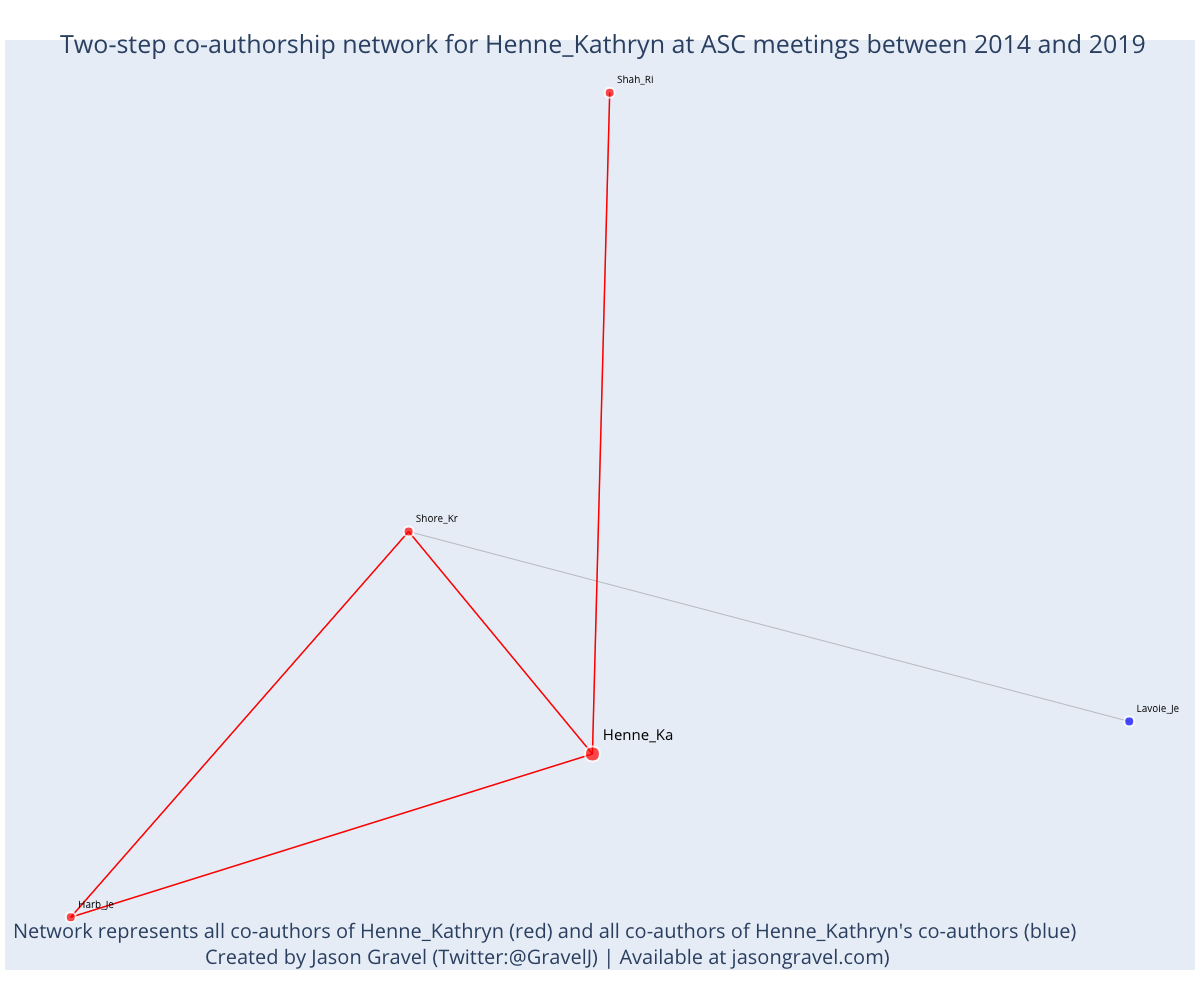 Two-step co-authorship network for Henne_Kathryn at ASC meetings between 2014 and 2019
Shah_Ri
Shore_Kr
Lavoie_Je
Henne_Ka
Harb_Je
Network represents all co-authors of Henne_Kathryn (red) and all co-authors of Henne_Kathryn's co-authors (blue)
Created by Jason Gravel (Twitter:@GravelJ) | Available at jasongravel.com)